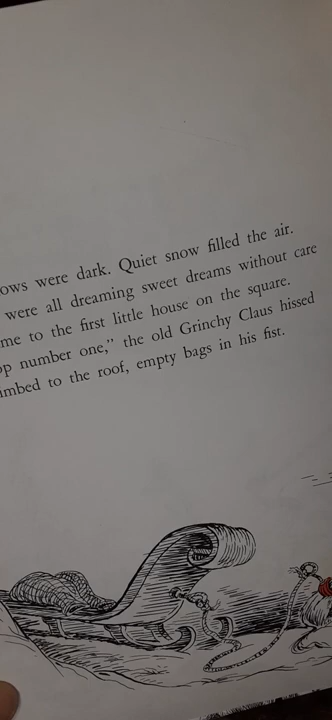 ows were dark. Quiet snow filled the air.
were all dreaming sweet dreams without care
me to the first little house on the square.
p number one," the old Grinchy Claus hissed
mbed to the roof, empty bags in his fist.